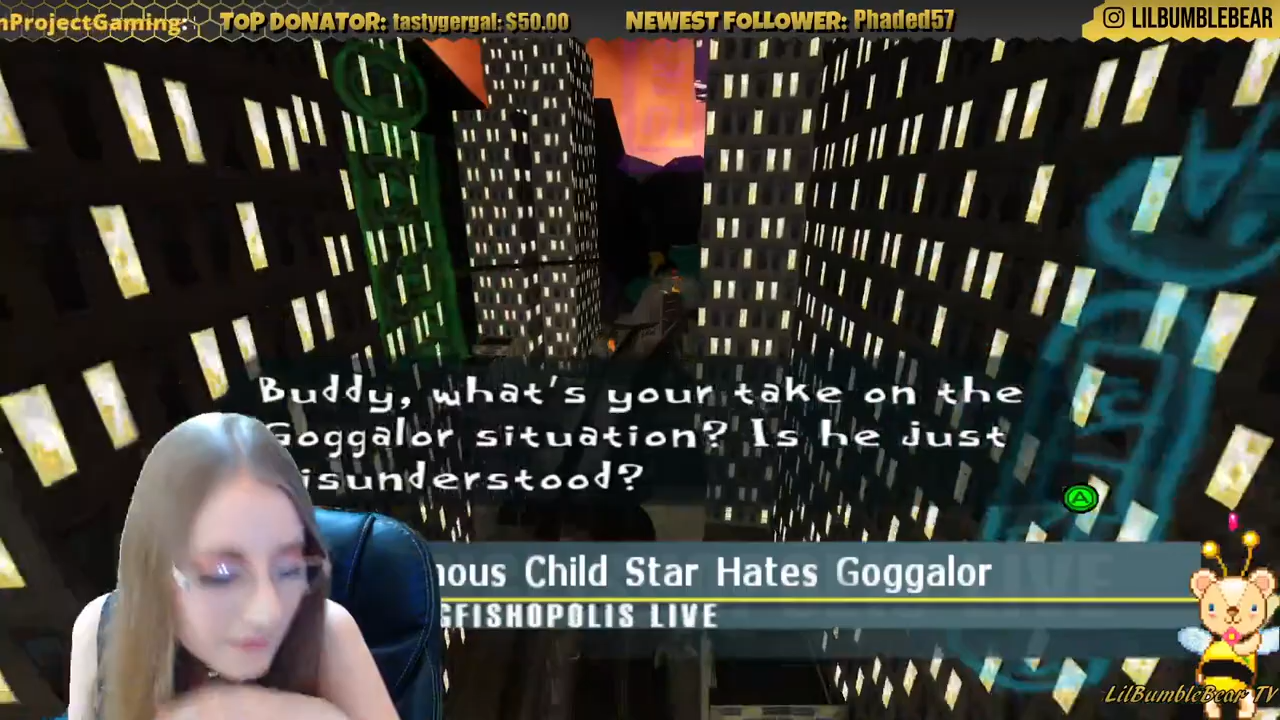 nProjectGaming: TOP DONATOR: tastygergal: $50.00 NEWEST FOLLOWER: Phaded57 LILBUMBLEBEAR
Buddy, what's your take on the
Goggalor situation? Is he just
isunderstood?
A
nous Child Star Hates Goggalor
GFISHOPOLIS LIVE
LilBumbleBear TV